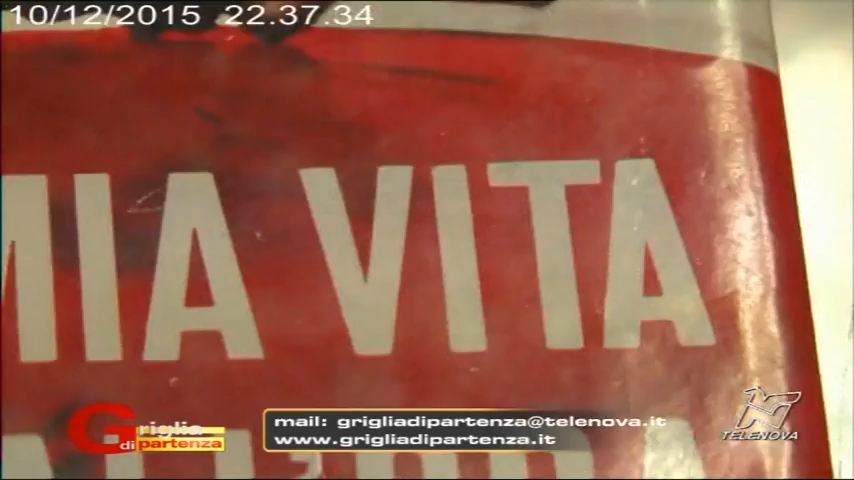 10/12/2015 22.37.34
MIA VITA
Griglia
di partenza
mail: grigliadipartenza@telenova.it
www.grigliadipartenza.it
TELENOVA